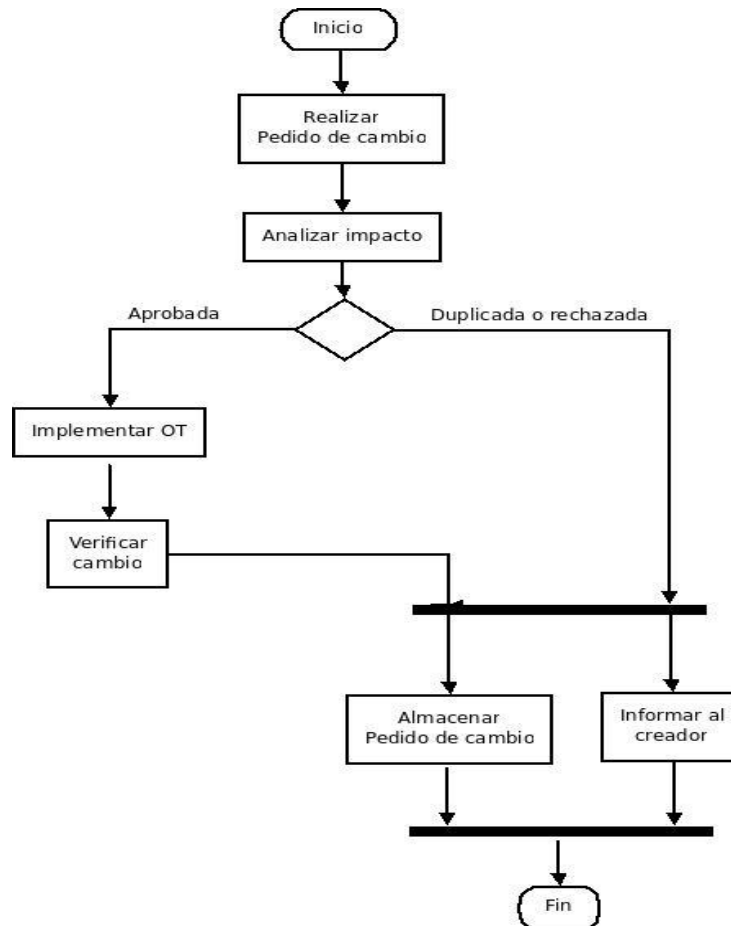 Inicio
Realizar
Pedido de cambio
Analizar impacto
Aprobada
Duplicada o rechazada
Implementar OT
Verificar
cambio
Almacenar
Pedido de cambio
Informar al
creador
Fin